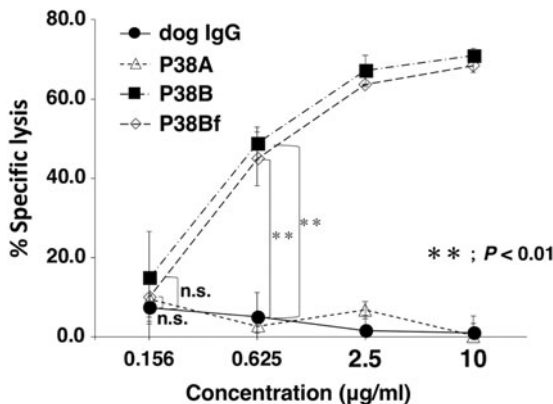 80.0
60.0
40.0
20.0
0.0
% Specific lysis
dog IgG
P38A
P38B
P38Bf
** 
**
** ; P < 0.01
n.s.
n.s.
0.156 0.625 2.5 10
Concentration (μg/ml)